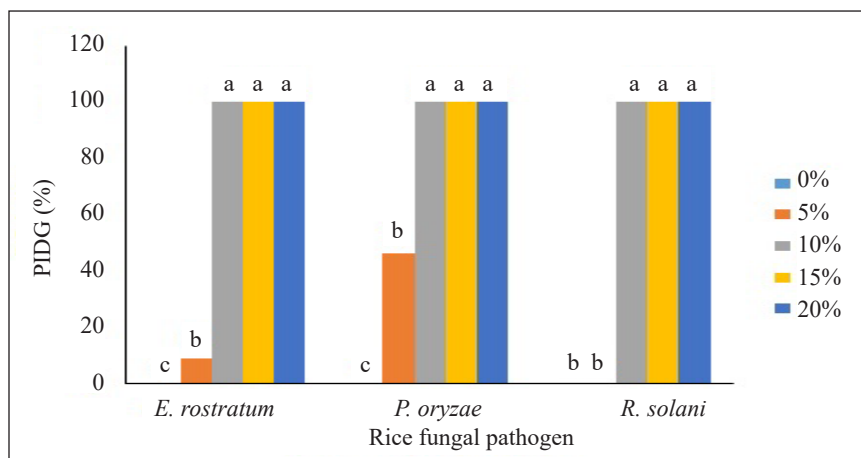 120
100
80
60
40
20
0
PIDG (%)
c b a a a
c b a a a
b b a a a
E. rostratum P. oryzae R. solani
Rice fungal pathogen
0%
5%
10%
15%
20%